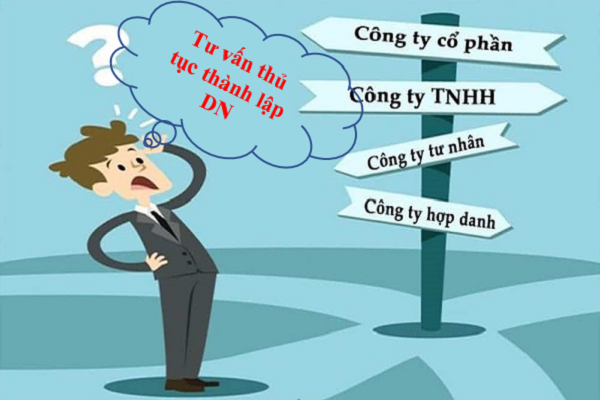 Tư vấn thủ
tục thành lập
DN
Công ty cổ phần
Công ty TNHH
Công ty tư nhân
Công ty hợp danh